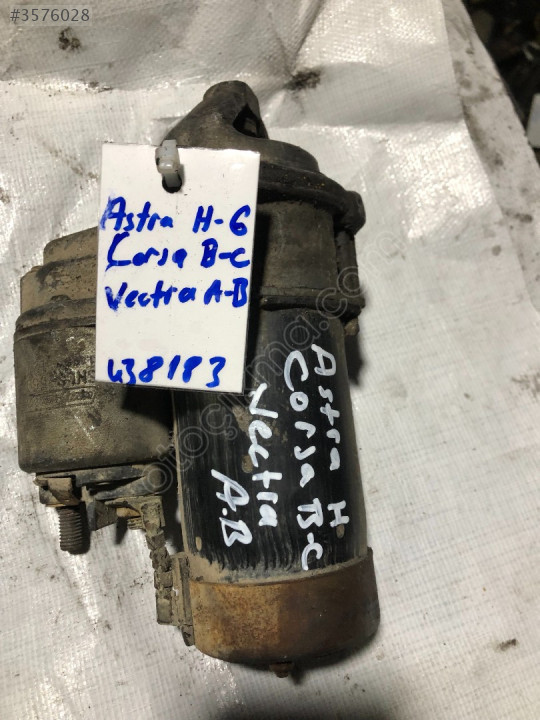 #3576028
Astra H-G
Corsa B-C
Vectra A-B
438183
Astra H
Corsa B-C
Vectra
A.B